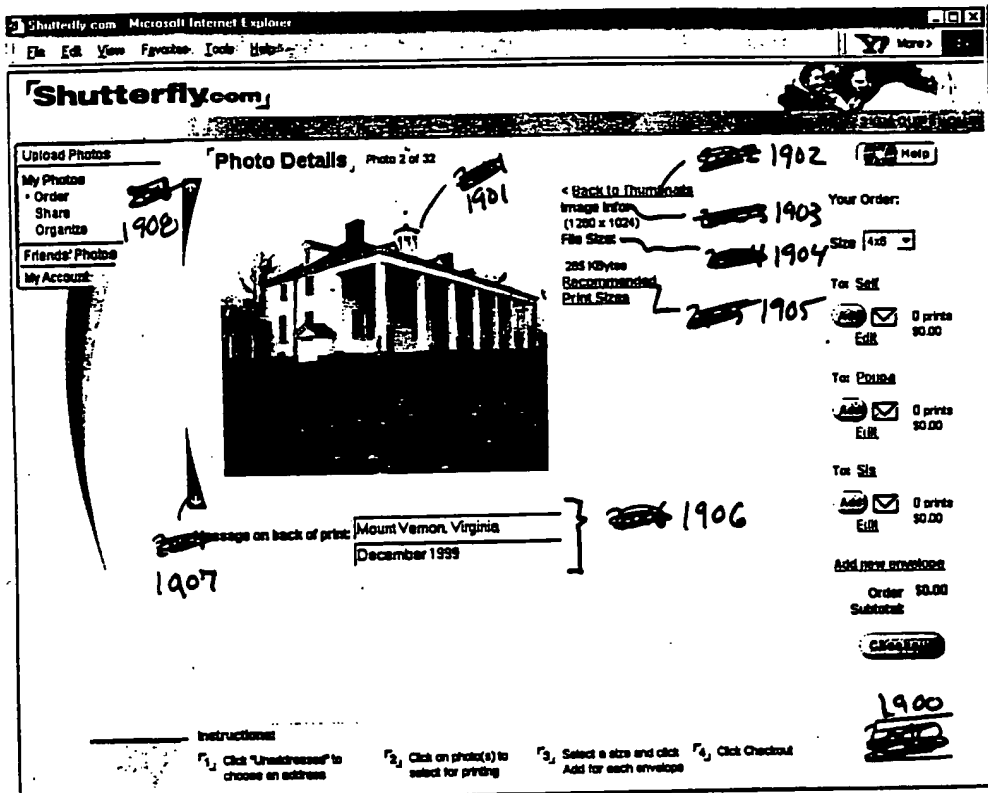 Shutterfly.com Microsoft Internet Explorer
File Edit View Favorites Tools Help
More >
Shutterfly.com
Upload Photos
My Photos
• Order
Share
Organize
Friends' Photos
My Account
Photo Details
Photo 2 of 32
1901
1908
< Back to Thumbnails
1902
Image Info:
(1280 x 1024)
1903
File Size:
1904
285 KBytes
Recommended
Print Sizes
1905
Help
Your Order:
Size 4x6
To: Self
Add
0 prints
$0.00
Edit
To:
Add
0 prints
$0.00
Edit
To: Sis
Add
0 prints
$0.00
Edit
Add new envelope
Order
Subtotal:
$0.00
Message on back of print:
Mount Vernon, Virginia
December 1999
1906
1907
1900
Instructions:
1 Click "Unaddressed" to
choose an address
2 Click on photo(s) to
select for printing
3 Select a size and click
Add for each envelope
4 Click Checkout